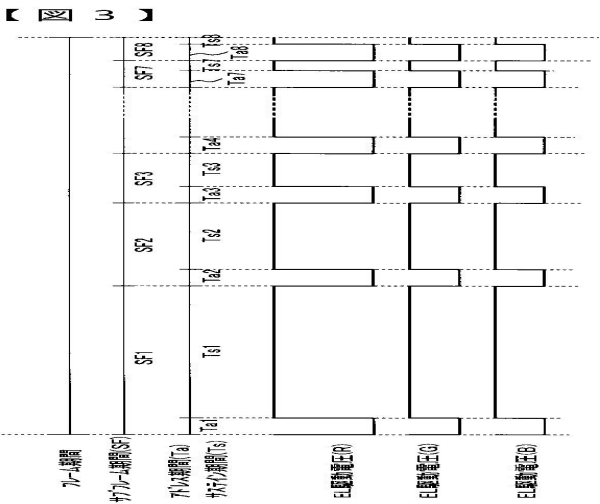 【図3】
フレーム期間
サブフレーム期間(SF)
SF1
SF2
SF3
SF7
SF8
アドレス期間(Ta)
サステイン期間(Ts)
Ta1
Ts1
Ta2
Ts2
Ta3
Ts3
Ta4
Ta7
Ts7
Ta8
Ts8
EL駆動電圧(R)
EL駆動電圧(G)
EL駆動電圧(B)